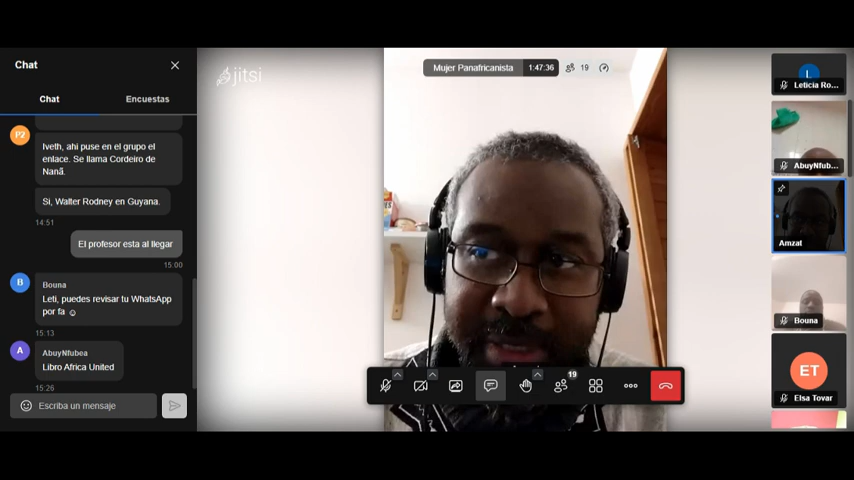 Chat
Chat
Encuestas
P2
Iveth, ahi puse en el grupo el
enlace. Se llama Cordeiro de
Nanã.
Si, Walter Rodney en Guyana.
14:51
El profesor esta al llegar
15:00
B
Bouna
Leti, puedes revisar tu WhatsApp
por fa ☺
15:13
A
AbuyNfubea
Libro Africa United
15:26
Escriba un mensaje
jitsi
Mujer Panafricanista
1:47:36
19
19
L
Leticia Ro...
AbuyNfub...
Amzat
Bouna
ET
Elsa Tovar